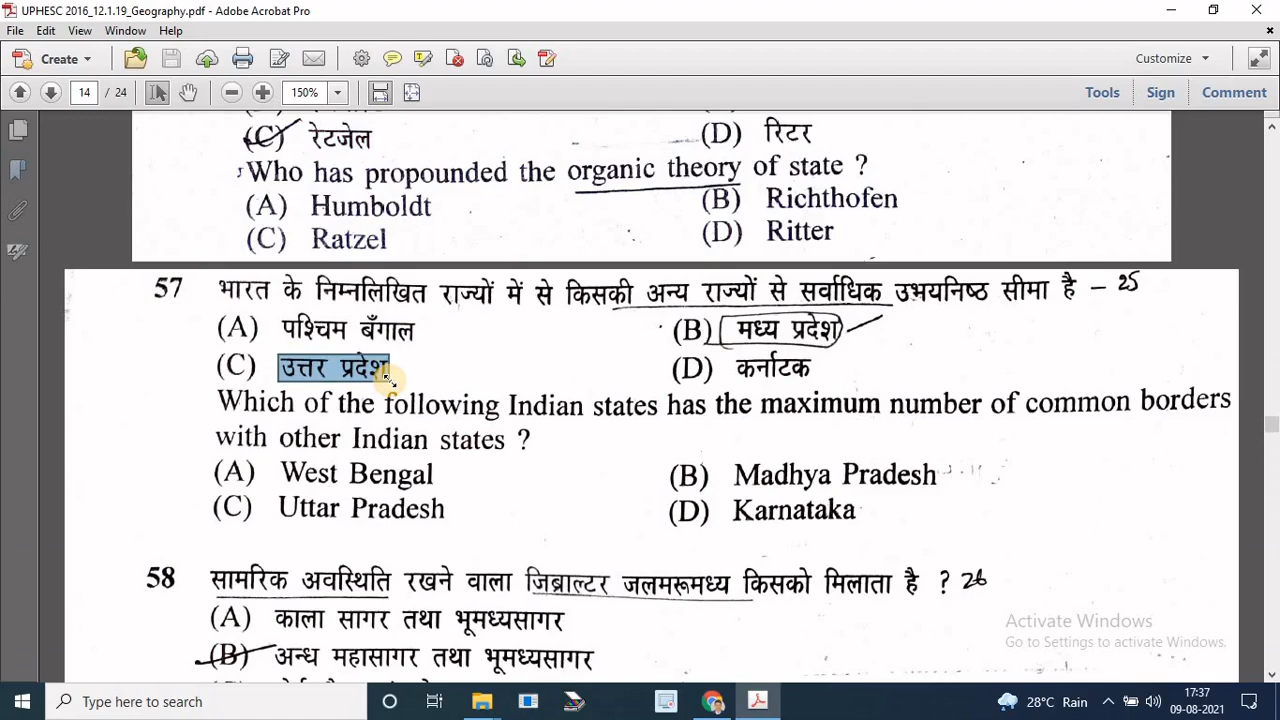 UPHESC 2016_12.1.19_Geography.pdf - Adobe Acrobat Pro
File Edit View Window Help
Create Customize
14 / 24 150% Tools Sign Comment
(C) रेटजेल (D) रिटर
Who has propounded the organic theory of state ?
(A) Humboldt (B) Richthofen
(C) Ratzel (D) Ritter
57 भारत के निम्नलिखित राज्यों में से किसकी अन्य राज्यों से सर्वाधिक उभयनिष्ठ सीमा है – 25
(A) पश्चिम बँगाल (B) मध्य प्रदेश
(C) उत्तर प्रदेश (D) कर्नाटक
Which of the following Indian states has the maximum number of common borders
with other Indian states ?
(A) West Bengal (B) Madhya Pradesh
(C) Uttar Pradesh (D) Karnataka
58 सामरिक अवस्थिति रखने वाला जिब्राल्टर जलमरूमध्य किसको मिलाता है ? 26
(A) काला सागर तथा भूमध्यसागर
(B) अन्ध महासागर तथा भूमध्यसागर
Activate Windows
Go to Settings to activate Windows.
Type here to search 28°C Rain 17:37
09-08-2021